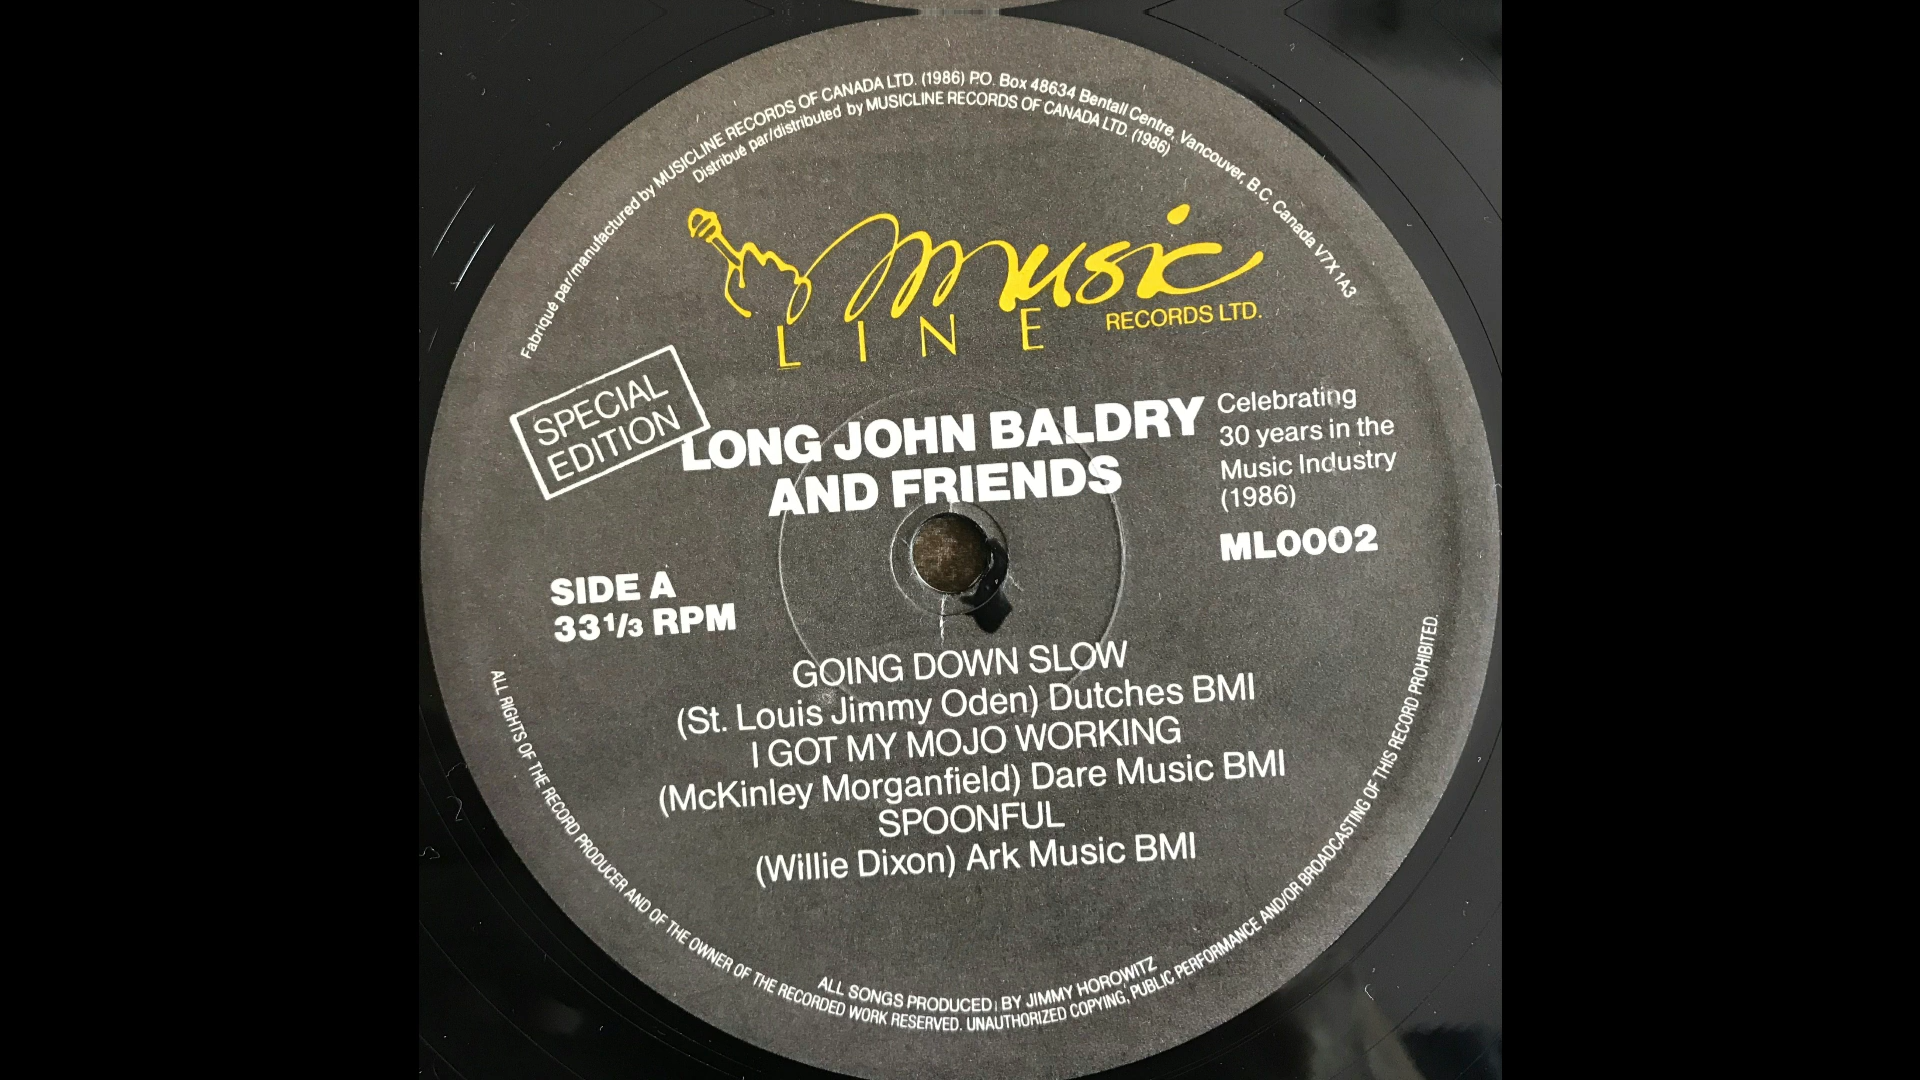 Fabriqué par/manufactured by MUSICLINE RECORDS OF CANADA LTD. (1986) P.O. Box 48634 Bentall Centre, Vancouver, B.C. Canada V7X 1A3
Distribué par/distributed by MUSICLINE RECORDS OF CANADA LTD. (1986)
Music
LINE
RECORDS LTD.
SPECIAL
EDITION
LONG JOHN BALDRY
AND FRIENDS
Celebrating
30 years in the
Music Industry
(1986)
ML0002
SIDE A
33 1/3 RPM
GOING DOWN SLOW
(St. Louis Jimmy Oden) Dutches BMI
I GOT MY MOJO WORKING
(McKinley Morganfield) Dare Music BMI
SPOONFUL
(Willie Dixon) Ark Music BMI
ALL SONGS PRODUCED BY JIMMY HOROWITZ
ALL RIGHTS OF THE RECORD PRODUCER AND OF THE OWNER OF THE RECORDED WORK RESERVED. UNAUTHORIZED COPYING, PUBLIC PERFORMANCE AND/OR BROADCASTING OF THIS RECORD PROHIBITED.